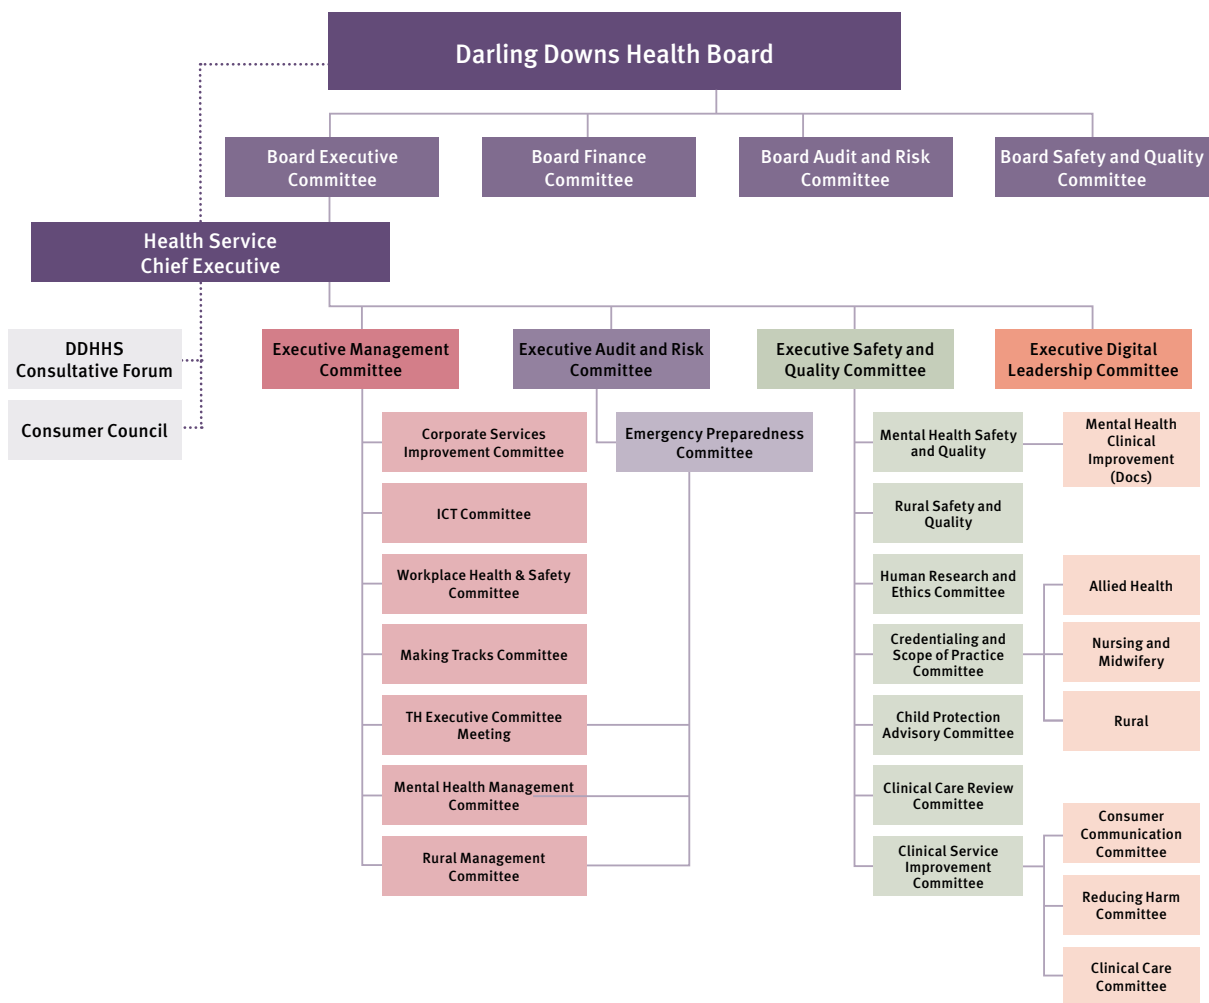 Darling Downs Health Board
Board Executive
Committee
Board Finance
Committee
Board Audit and Risk
Committee
Board Safety and Quality
Committee
Health Service
Chief Executive
DDHHS
Consultative Forum
Consumer Council
Executive Management
Committee
Executive Audit and Risk
Committee
Executive Safety and
Quality Committee
Executive Digital
Leadership Committee
Corporate Services
Improvement Committee
ICT Committee
Workplace Health & Safety
Committee
Making Tracks Committee
TH Executive Committee
Meeting
Mental Health Management
Committee
Rural Management
Committee
Emergency Preparedness
Committee
Mental Health Safety
and Quality
Rural Safety and
Quality
Human Research and
Ethics Committee
Credentialing and
Scope of Practice
Committee
Child Protection
Advisory Committee
Clinical Care Review
Committee
Clinical Service
Improvement
Committee
Mental Health
Clinical
Improvement
(Docs)
Allied Health
Nursing and
Midwifery
Rural
Consumer
Communication
Committee
Reducing Harm
Committee
Clinical Care
Committee